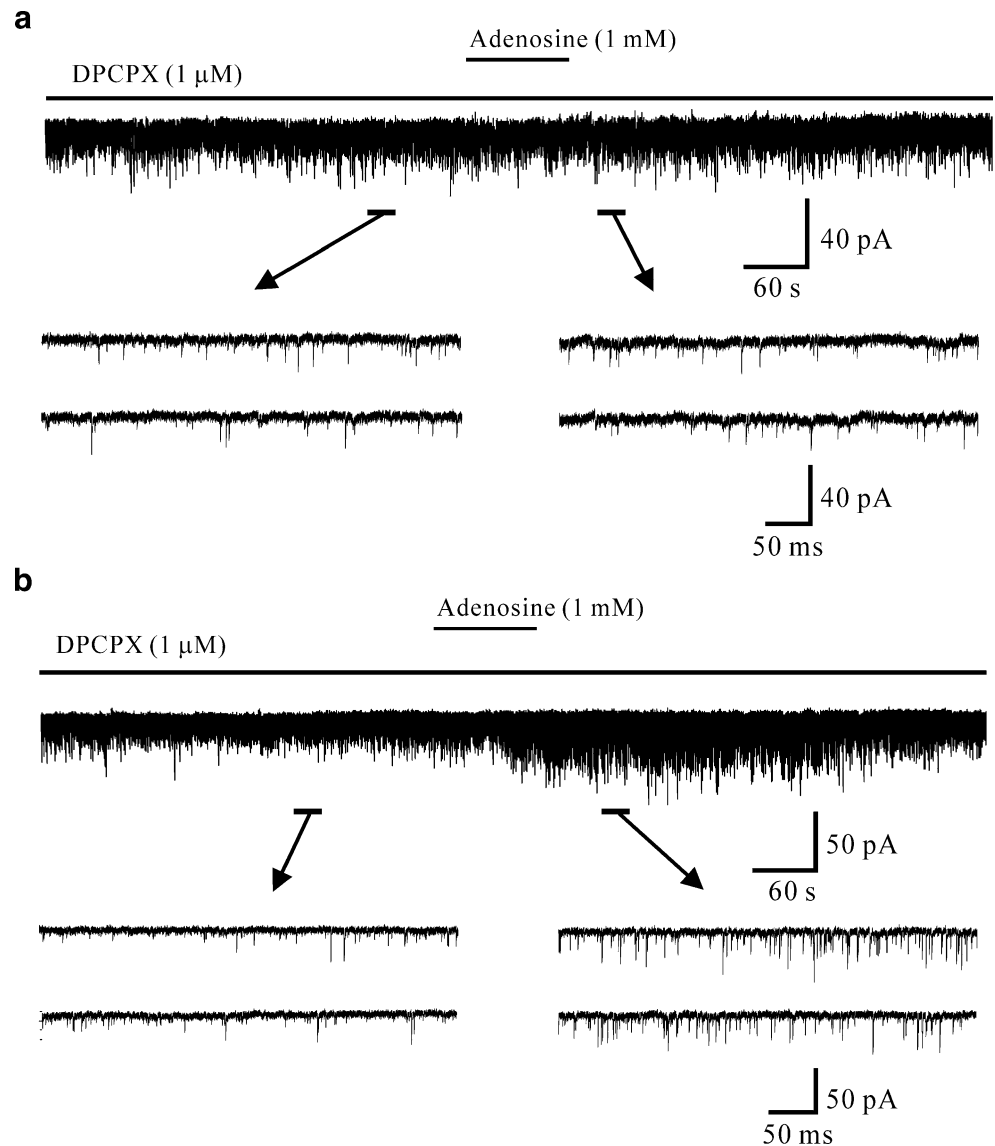 a
Adenosine (1 mM)
DPCPX (1 μM)
40 pA
60 s
40 pA
50 ms
b
Adenosine (1 mM)
DPCPX (1 μM)
50 pA
60 s
50 pA
50 ms